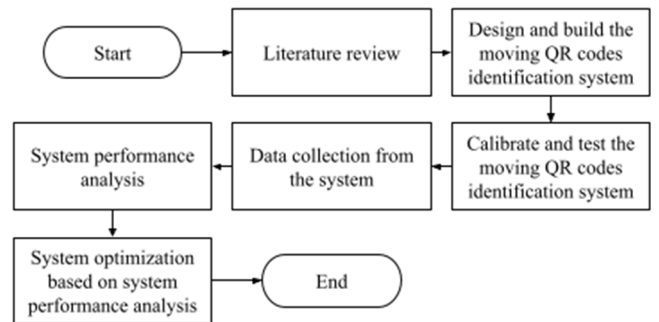 Start
Literature review
Design and build the
moving QR codes
identification system
Calibrate and test the
moving QR codes
identification system
Data collection from
the system
System performance
analysis
System optimization
based on system
performance analysis
End